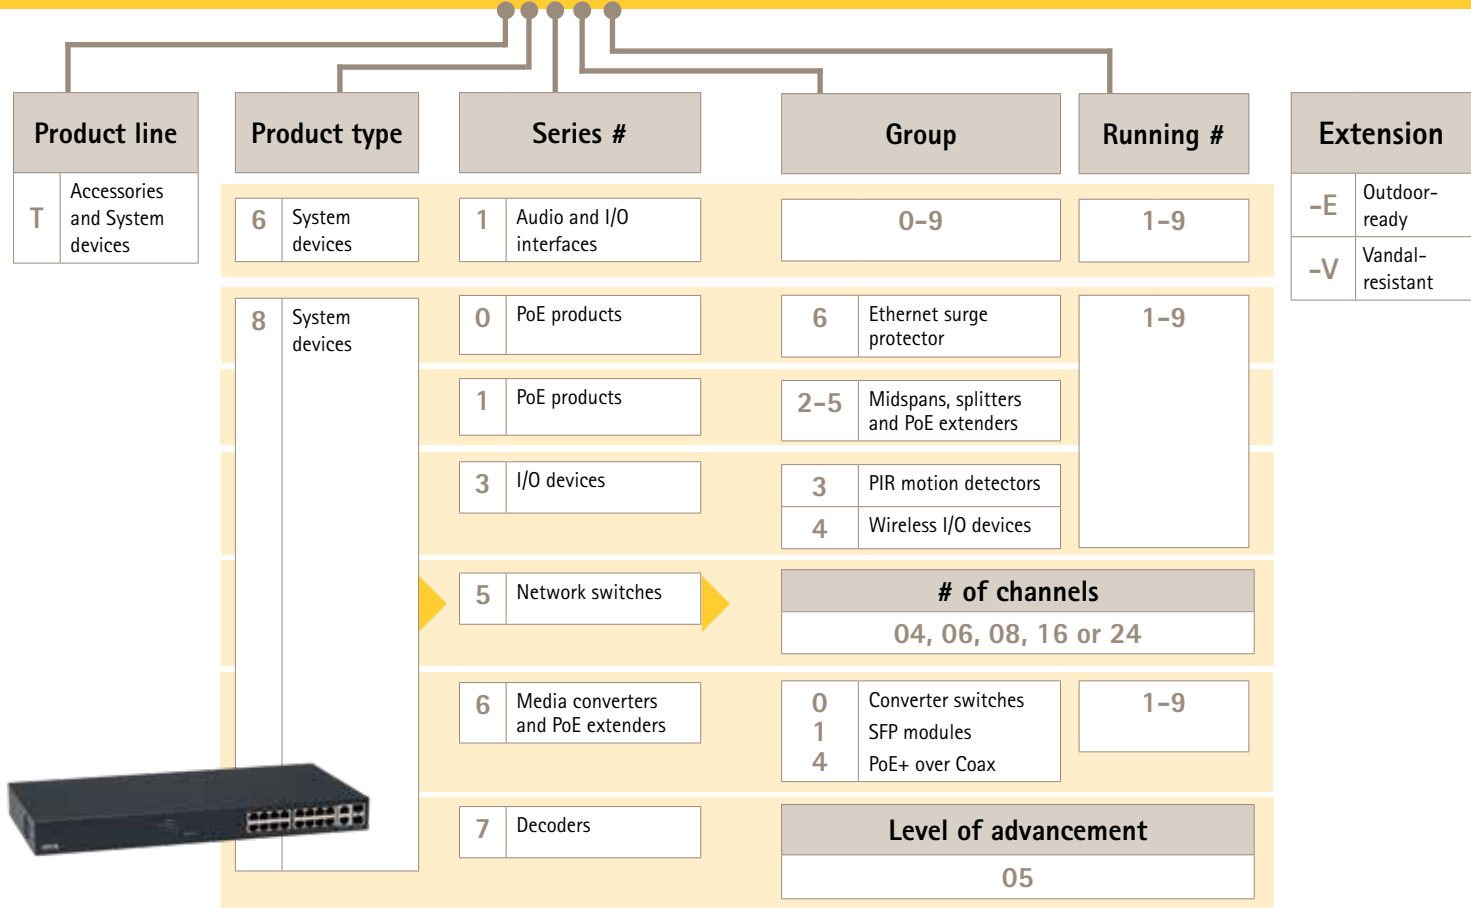 Product line
Product type
Series #
Group
Running #
Extension
T
Accessories
and System
devices
6
System
devices
1
Audio and I/O
interfaces
0-9
1-9
-E
Outdoor-
ready
-V
Vandal-
resistant
8
System
devices
0
PoE products
6
Ethernet surge
protector
1-9
1
PoE products
2-5
Midspans, splitters
and PoE extenders
3
I/O devices
3
PIR motion detectors
4
Wireless I/O devices
5
Network switches
# of channels
04, 06, 08, 16 or 24
6
Media converters
and PoE extenders
0
Converter switches
1
SFP modules
4
PoE+ over Coax
1-9
7
Decoders
Level of advancement
05